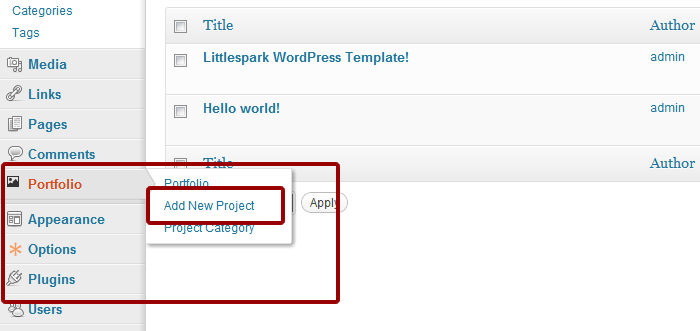 Categories
Tags
Media
Links
Pages
Comments
Portfolio
Appearance
Options
Plugins
Users
Portfolio
Add New Project
Project Category
Title Author
Littlespark WordPress Template! admin
Hello world! admin
Title Author
Apply